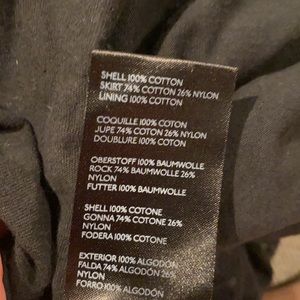 SHELL 100% COTTON
SKIRT 74% COTTON 26% NYLON
LINING 100% COTTON
COQUILLE 100% COTON
JUPE 74% COTON 26% NYLON
DOUBLURE 100% COTON
OBERSTOFF 100% BAUMWOLLE
ROCK 74% BAUMWOLLE 26%
NYLON
FUTTER 100% BAUMWOLLE
SHELL 100% COTONE
GONNA 74% COTONE 26%
NYLON
FODERA 100% COTONE
EXTERIOR 100% ALGODÓN
FALDA 74% ALGODÓN 26%
NYLON
FORRO 100% ALGODÓN